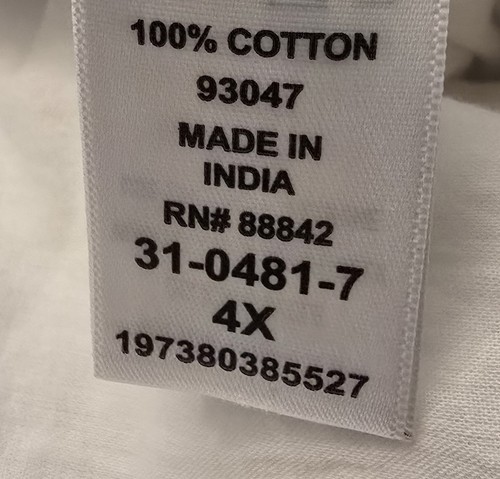 100% COTTON
93047
MADE IN
INDIA
RN# 88842
31-0481-7
4X
197380385527